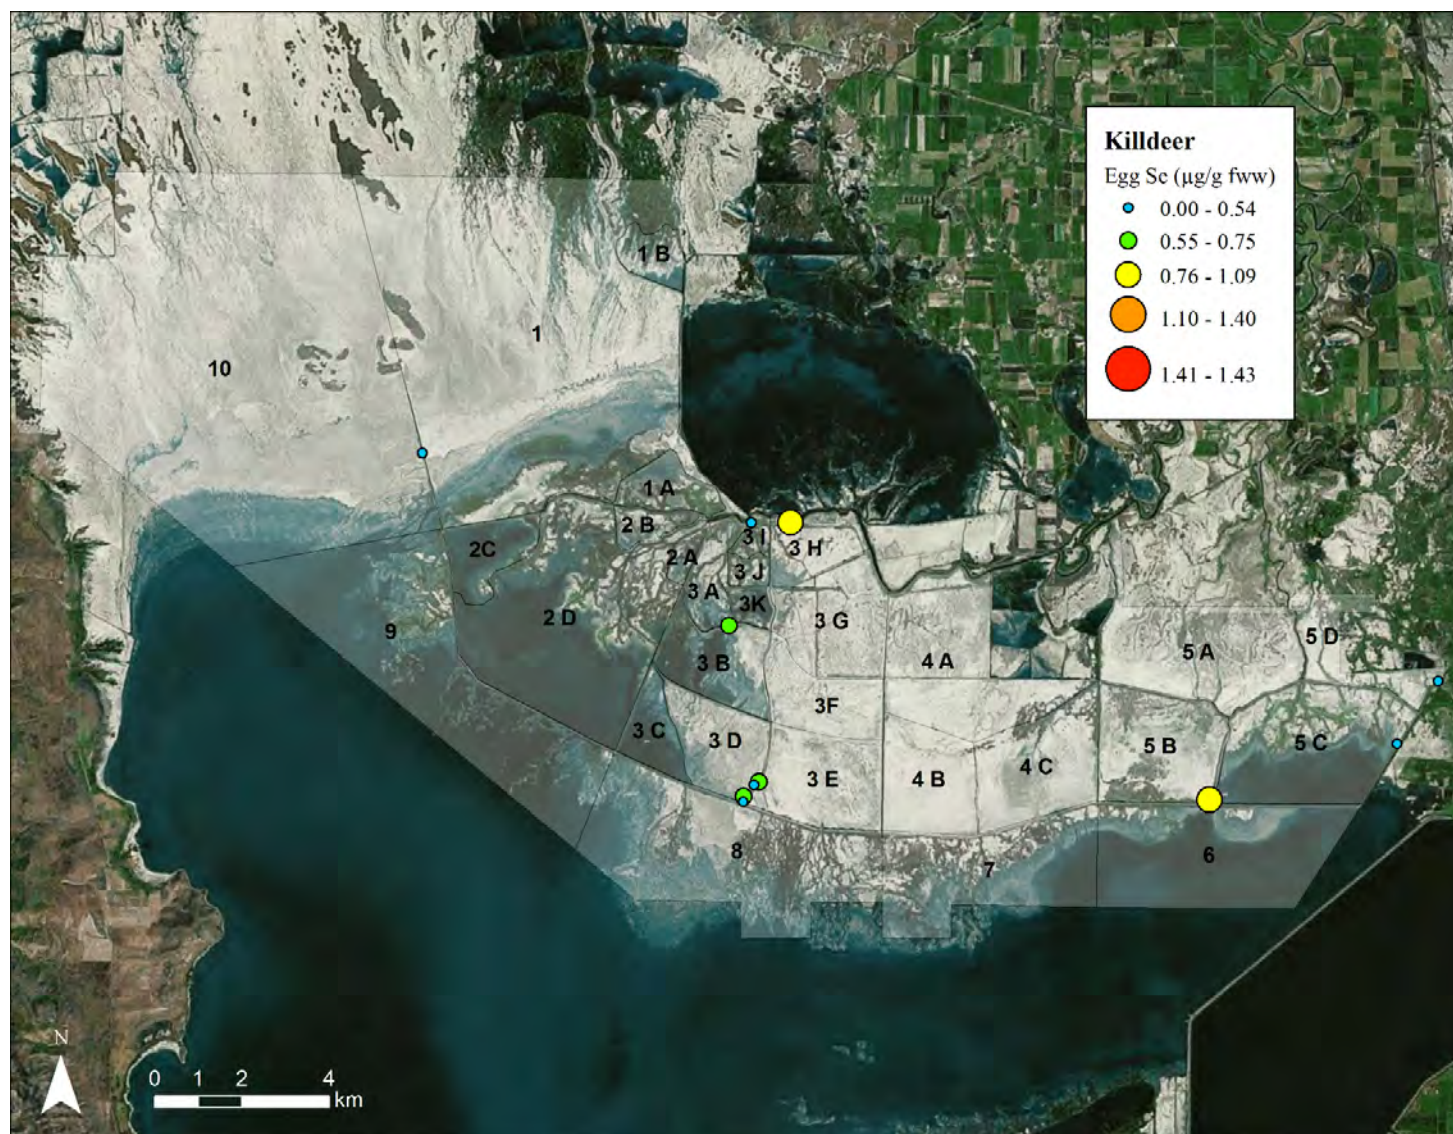 Killdeer
Egg Se (µg/g fww)
0.00 - 0.54
0.55 - 0.75
0.76 - 1.09
1.10 - 1.40
1.41 - 1.43
1 B
1
10
1 A
2 B
3 I
3 H
2C
2 A
3 J
3 A
3K
2 D
3 G
9
5 D
5 A
3 B
4 A
3F
3 C
3 D
5 B
5 C
4 C
3 E
4 B
8
6
7
N
0 1 2 4
km